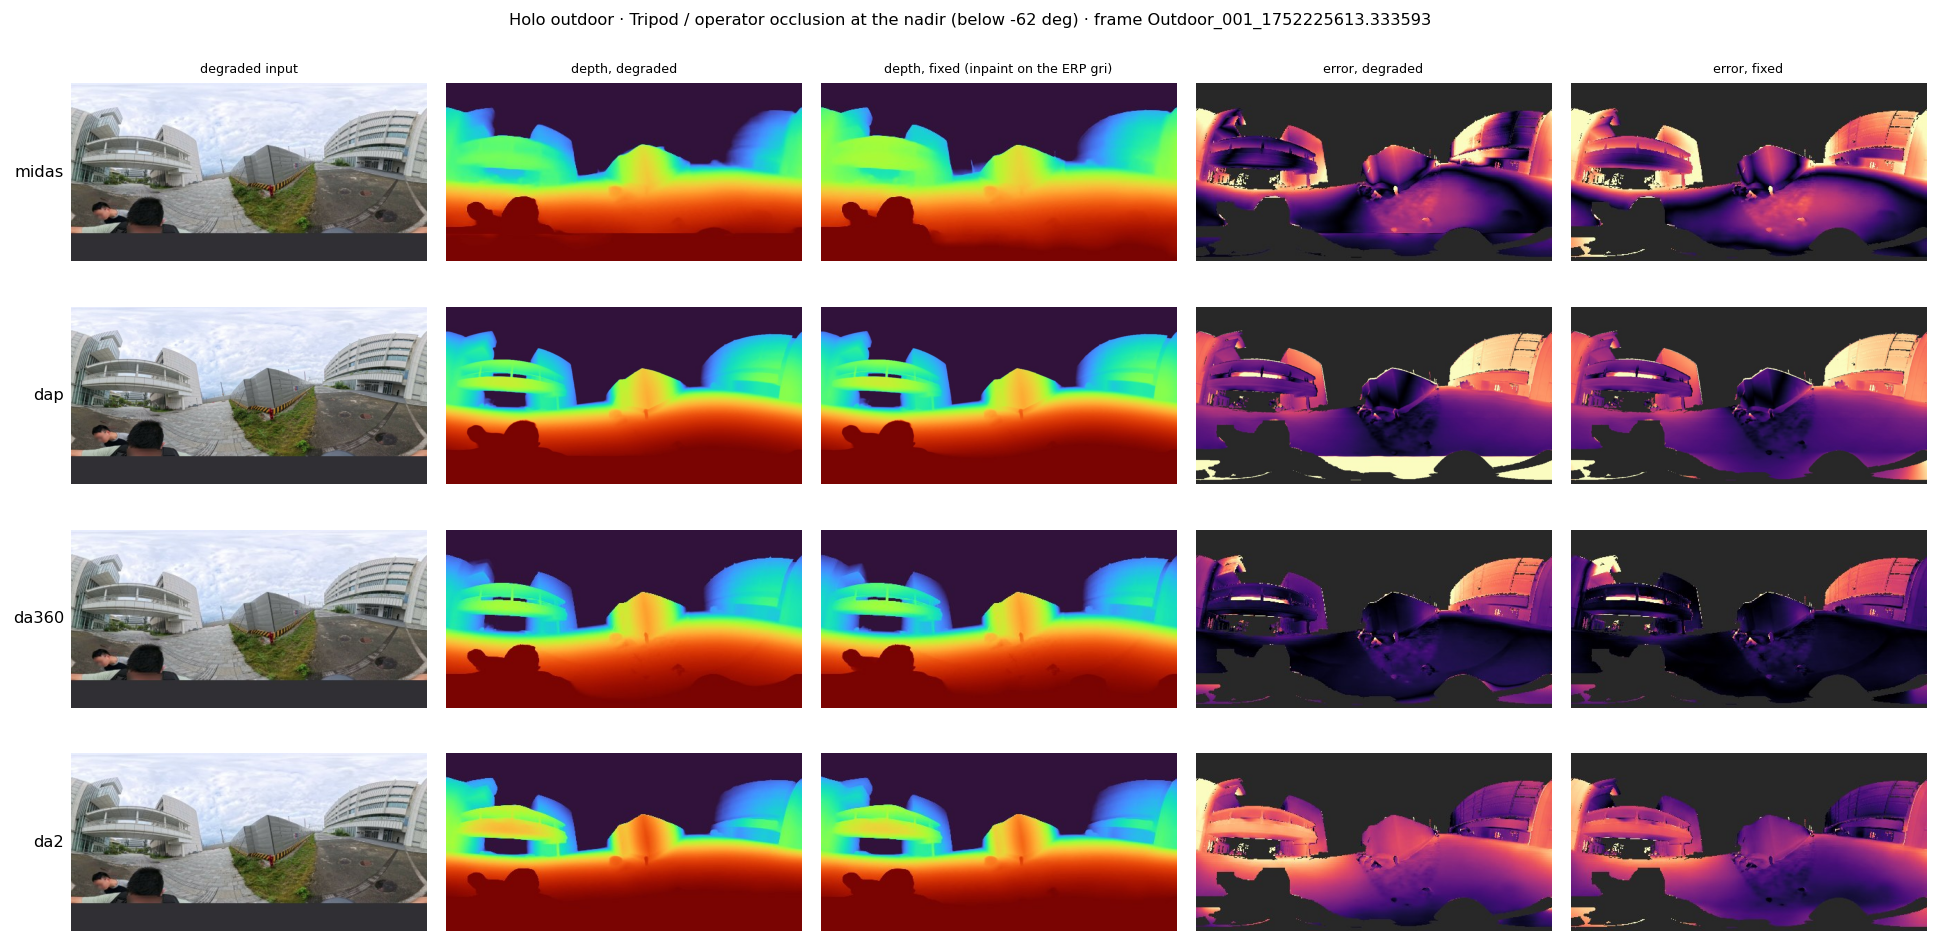 Holo outdoor · Tripod / operator occlusion at the nadir (below -62 deg) · frame Outdoor_001_1752225613.333593
degraded input
depth, degraded
depth, fixed (inpaint on the ERP gri)
error, degraded
error, fixed
midas
dap
da360
da2